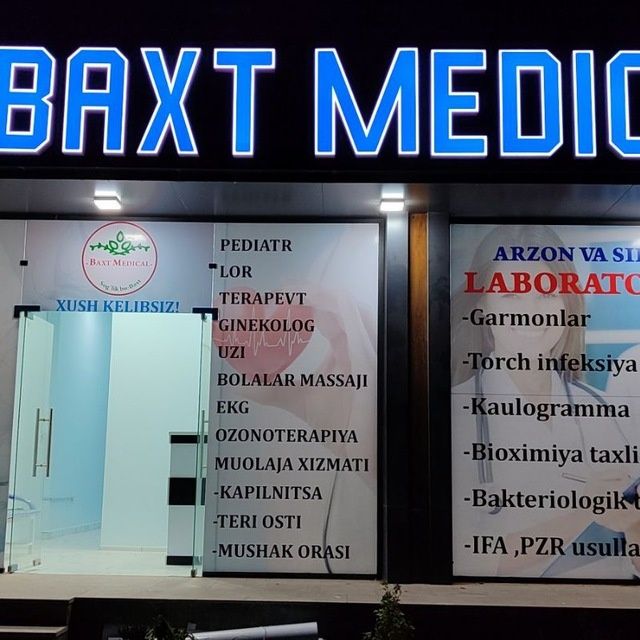 BAXT MEDIC
BAXT MEDICAL
XUSH KELIBSIZ!
PEDIATR
LOR
TERAPEVT
GINEKOLOG
UZI
BOLALAR MASSAJI
EKG
OZONOTERAPIYA
MUOLAJA XIZMATI
-KAPILNITSA
-TERI OSTI
-MUSHAK ORASI
ARZON VA SI
LABORATO
-Garmonlar
-Torch infeksiya
-Kaulogramma
-Bioximiya taxli
-Bakteriologik
-IFA ,PZR usulla